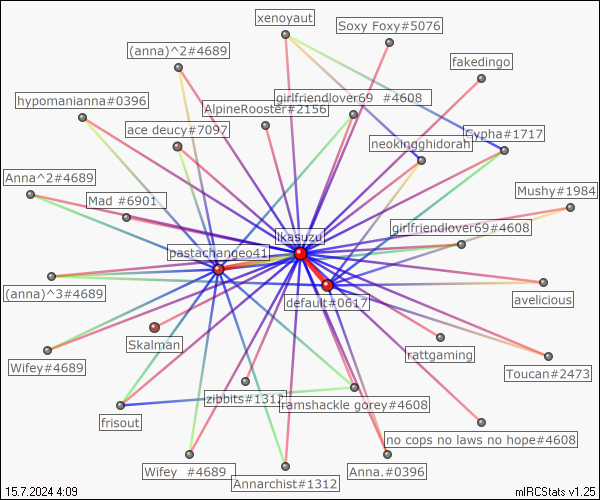 xenoyaut
Soxy Foxy#5076
(anna)^2#4689
fakedingo
hypomanianna#0396
girlfriendlover69  #4608
AlpineRooster#2156
ace deucy#7097
Cypha#1717
neokingghidorah
Anna^2#4689
Mushy#1984
Mad #6901
girlfriendlover69#4608
ikasuzu
pastachangeo41
(anna)^3#4689
default#0617
avelicious
Skalman
rattgaming
Wifey#4689
Toucan#2473
zibbits#1312
ramshackle gorey#4608
frisout
no cops no laws no hope#4608
Wifey  #4689
Anna.#0396
Annarchist#1312
15.7.2024 4:09
mIRCStats v1.25